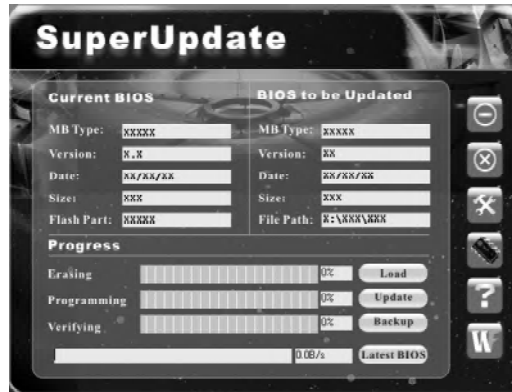 SuperUpdate
Current BIOS
MB Type: XXXXX
Version: X.X
Date: XX/XX/XX
Size: XXX
Flash Part: XXXXX
BIOS to be Updated
MB Type: XXXXX
Version: XX
Date: XX/XX/XX
Size: XXX
File Path: X:\XXX\XXX
Progress
Erasing 0% Load
Programming 0% Update
Verifying 0% Backup
0.0B/s Latest BIOS
?
W